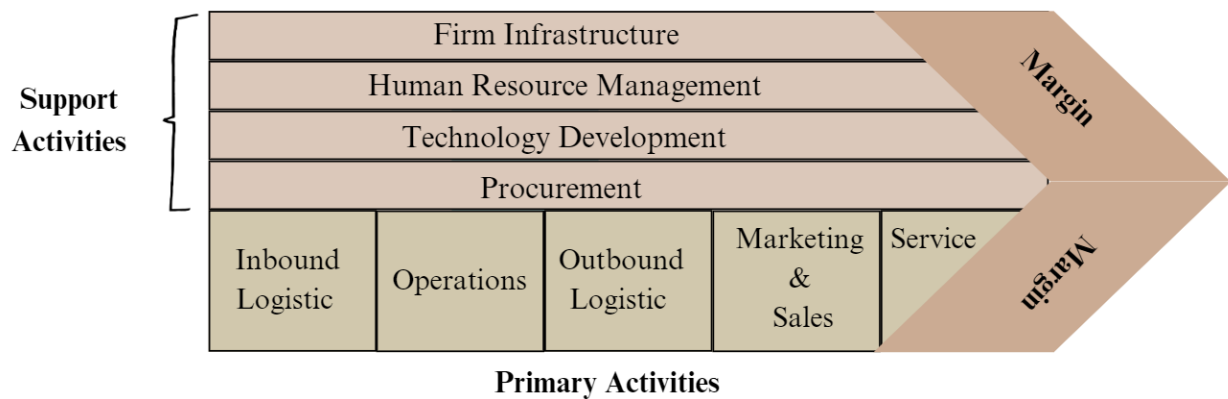 Firm Infrastructure
Human Resource Management
Technology Development
Procurement
Support
Activities
Margin
Inbound
Logistic
Operations
Outbound
Logistic
Marketing
&
Sales
Service
Margin
Primary Activities